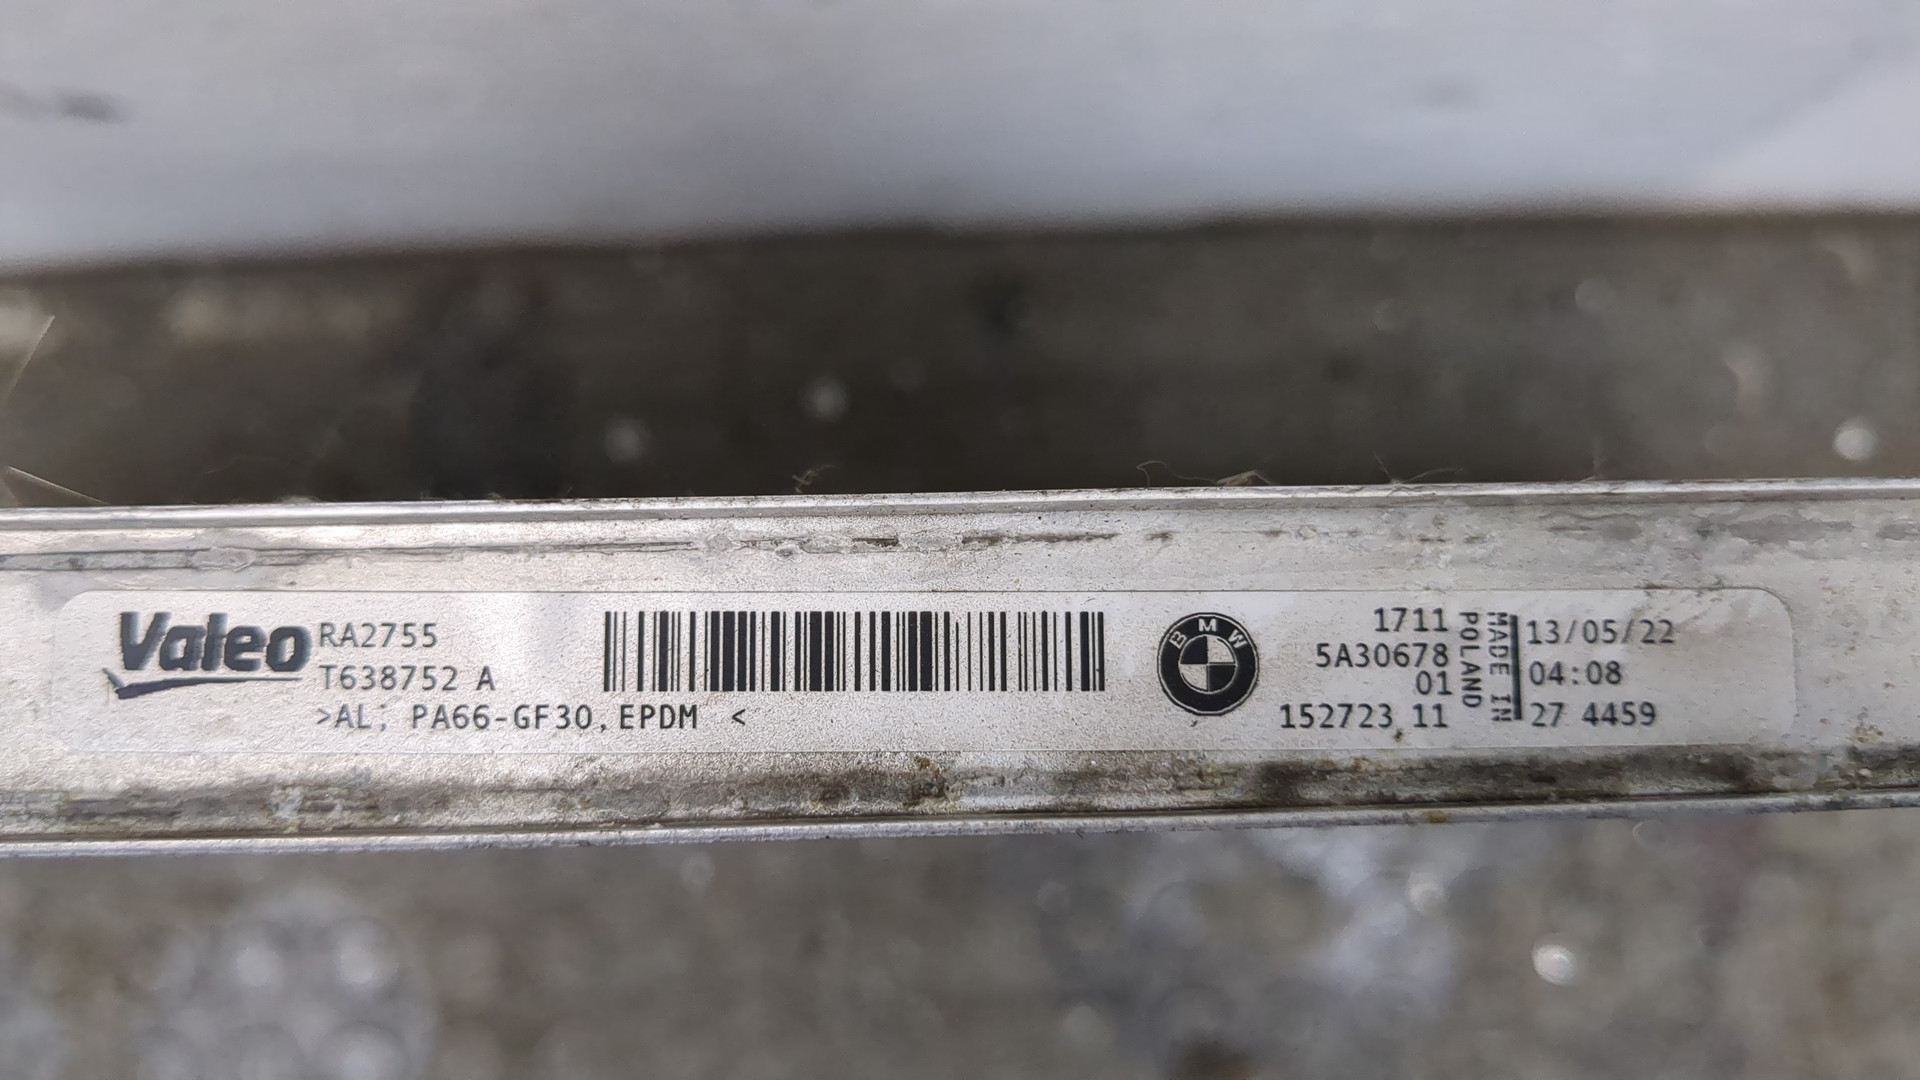 Valeo
RA2755
T638752 A
>AL; PA66-GF30,EPDM <
BMW
1711
5A30678
01
152723 11
MADE IN
POLAND
13/05/22
04:08
27 4459